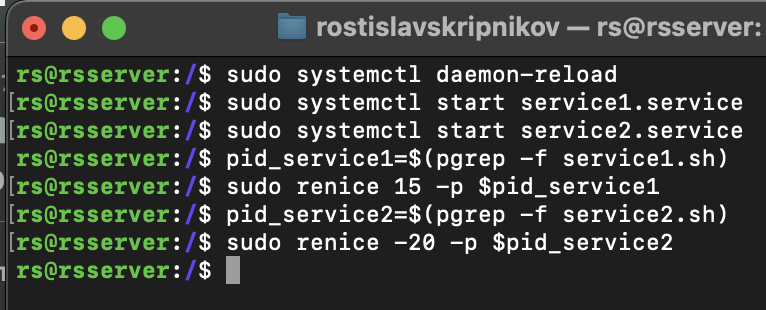 rostislavskripnikov — rs@rsserver:
rs@rsserver:/$ sudo systemctl daemon-reload
[rs@rsserver:/$ sudo systemctl start service1.service
[rs@rsserver:/$ sudo systemctl start service2.service
rs@rsserver:/$ pid_service1=$(pgrep -f service1.sh)
[rs@rsserver:/$ sudo renice 15 -p $pid_service1
rs@rsserver:/$ pid_service2=$(pgrep -f service2.sh)
[rs@rsserver:/$ sudo renice -20 -p $pid_service2
rs@rsserver:/$